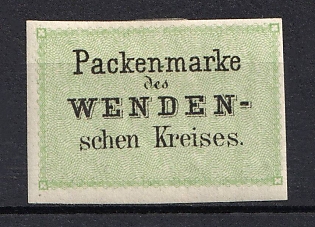 Packenmarke
des
WENDEN-
schen Kreises.